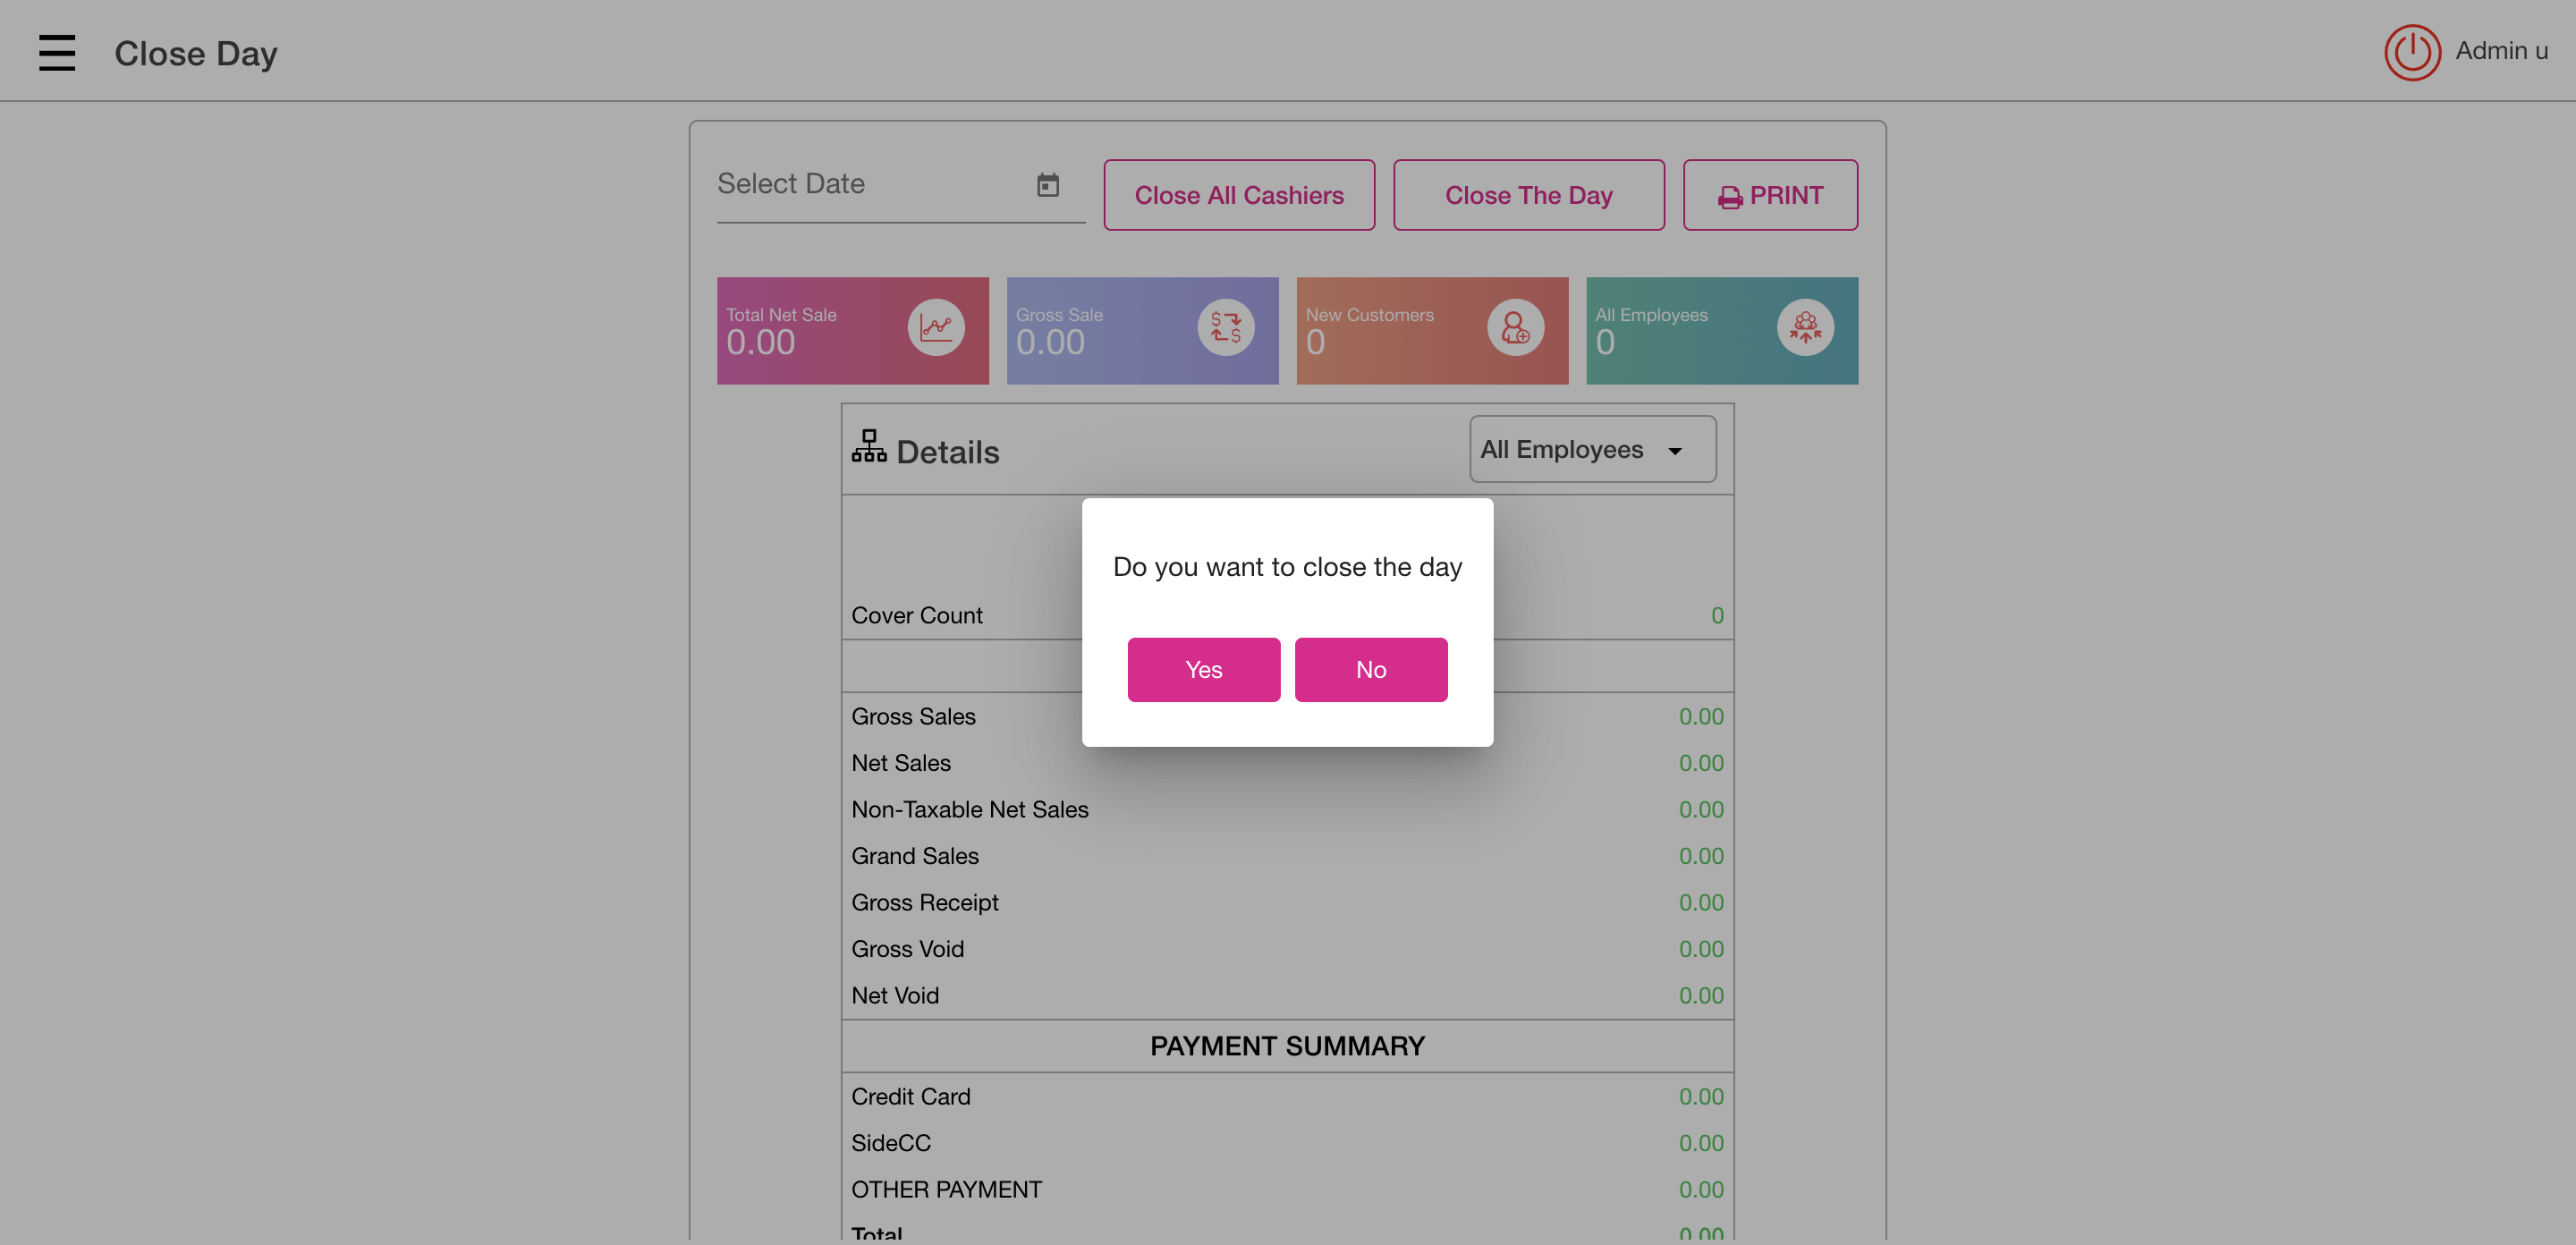 Close Day
Admin u
Select Date
Close All Cashiers
Close The Day
PRINT
Total Net Sale
0.00
Gross Sale
0.00
New Customers
0
All Employees
0
Details
All Employees
Do you want to close the day
Yes
No
Cover Count 0
Gross Sales 0.00
Net Sales 0.00
Non-Taxable Net Sales 0.00
Grand Sales 0.00
Gross Receipt 0.00
Gross Void 0.00
Net Void 0.00
PAYMENT SUMMARY
Credit Card 0.00
SideCC 0.00
OTHER PAYMENT 0.00
Total 0.00